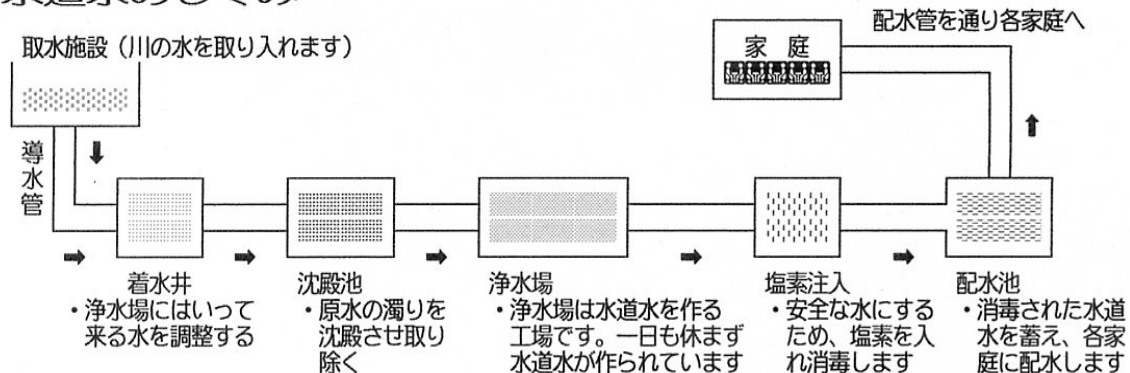 配水管を通り各家庭へ
取水施設（川の水を取り入れます）
家 庭
導水管
着水井
・浄水場にはいって
来る水を調整する
沈殿池
・原水の濁りを
沈殿させ取り
除く
浄水場
・浄水場は水道水を作る
工場です。一日も休まず
水道水が作られています
塩素注入
・安全な水にする
ため、塩素を入
れ消毒します
配水池
・消毒された水道
水を蓄え、各家
庭に配水します